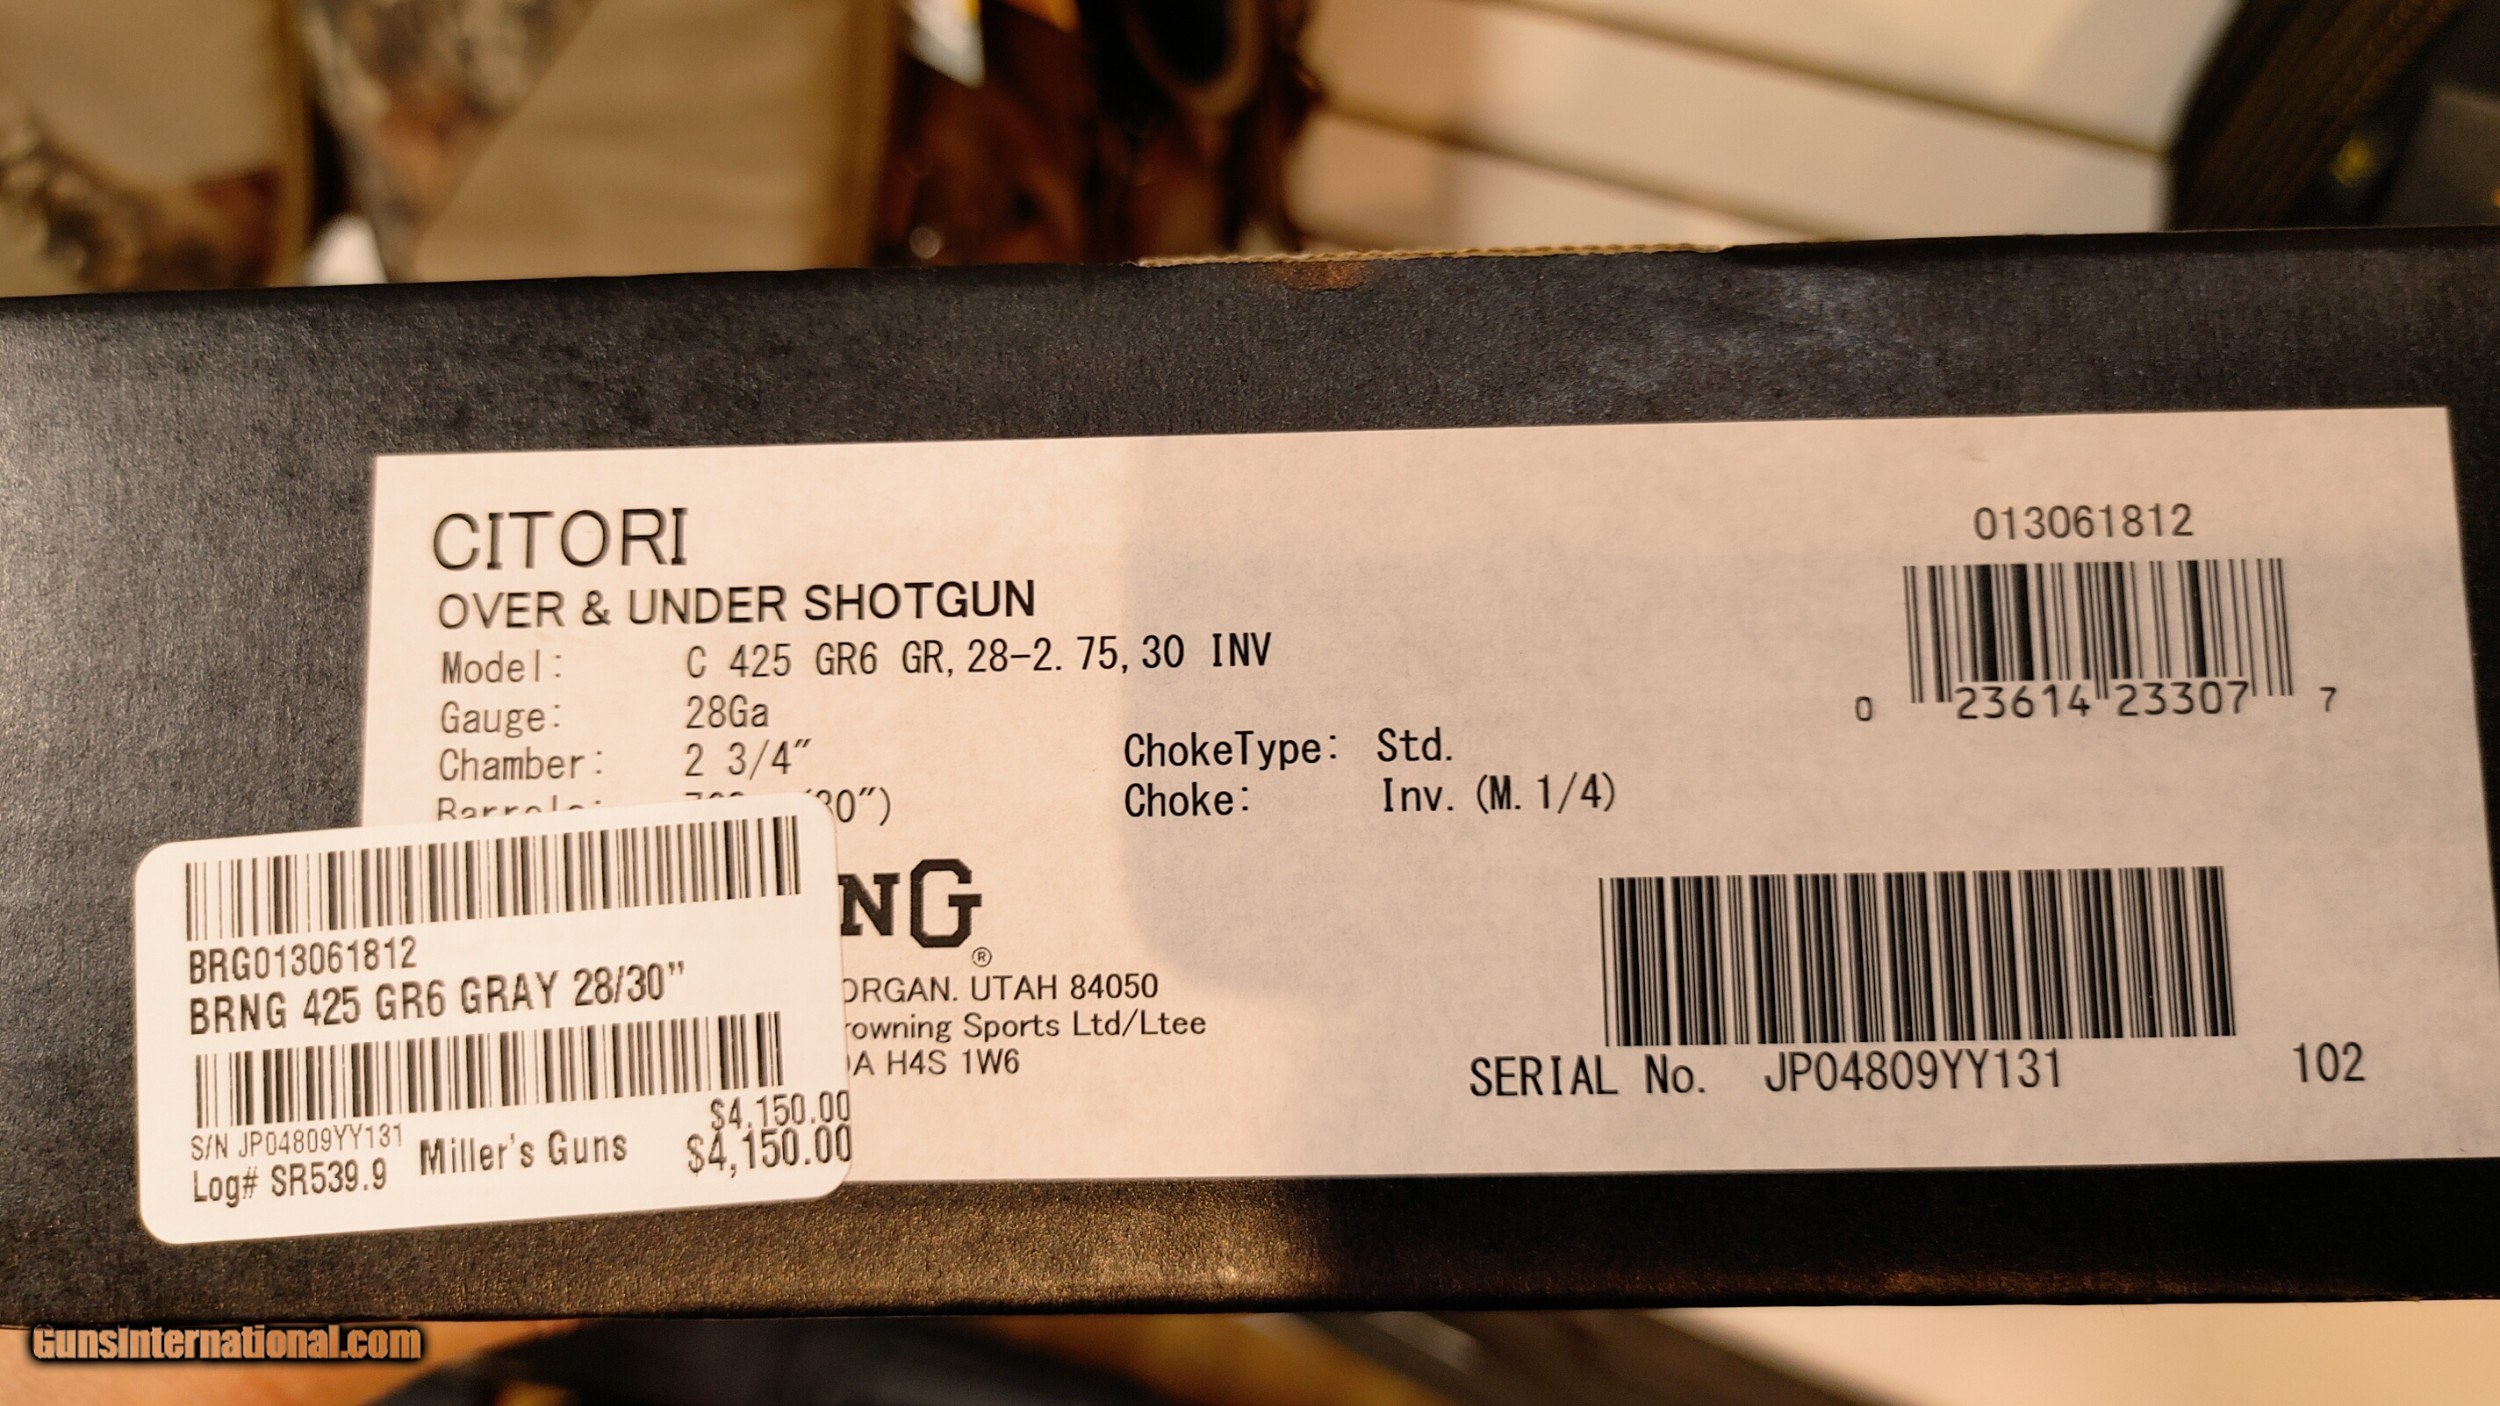 CITORI
OVER & UNDER SHOTGUN
Model: C 425 GR6 GR, 28-2. 75, 30 INV
Gauge: 28Ga
Chamber: 2 3/4"
ChokeType: Std.
Choke: Inv. (M. 1/4)
013061812
0 23614 23307 7
NG
®
ORGAN. UTAH 84050
rowning Sports Ltd/Ltee
A H4S 1W6
SERIAL No. JP04809YY131 102
BRG013061812
BRNG 425 GR6 GRAY 28/30"
$4,150.00
S/N JP04809YY131
Log# SR539.9 Miller's Guns $4,150.00
GunsInternational.com